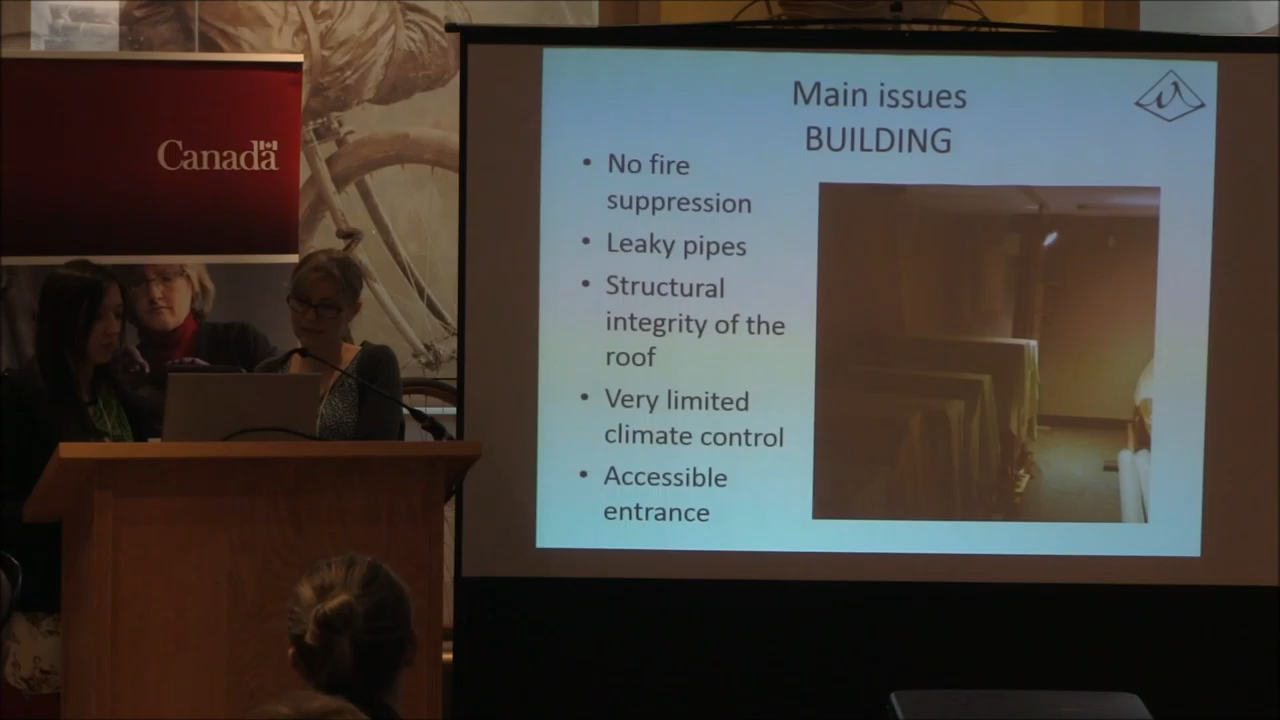 Canada
Main issues
BUILDING
• No fire
suppression
• Leaky pipes
• Structural
integrity of the
roof
• Very limited
climate control
• Accessible
entrance